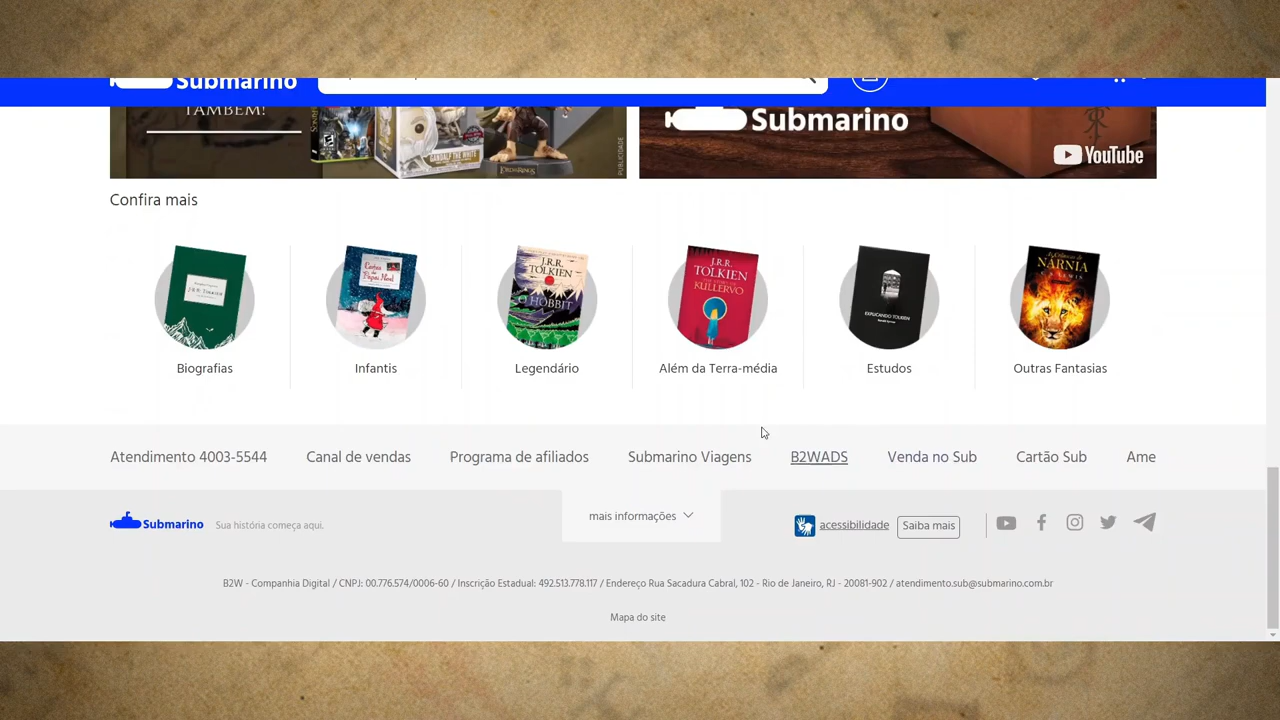 Submarino
TAMBÉM!
GANDALF THE WHITE
PUBLICIDADE
Submarino
YouTube
Confira mais
J.R.R. TOLKIEN
Cartas do
Papai Noel
J.R.R.
TOLKIEN
O HOBBIT
J.R.R.
TOLKIEN
KULLERVO
EXPLICANDO TOLKIEN
NÁRNIA
Biografias
Infantis
Legendário
Além da Terra-média
Estudos
Outras Fantasias
Atendimento 4003-5544 Canal de vendas Programa de afiliados Submarino Viagens B2WADS Venda no Sub Cartão Sub Ame
Submarino Sua história começa aqui.
mais informações
acessibilidade Saiba mais
B2W - Companhia Digital / CNPJ: 00.776.574/0006-60 / Inscrição Estadual: 492.513.778.117 / Endereço Rua Sacadura Cabral, 102 - Rio de Janeiro, RJ - 20081-902 / atendimento.sub@submarino.com.br
Mapa do site